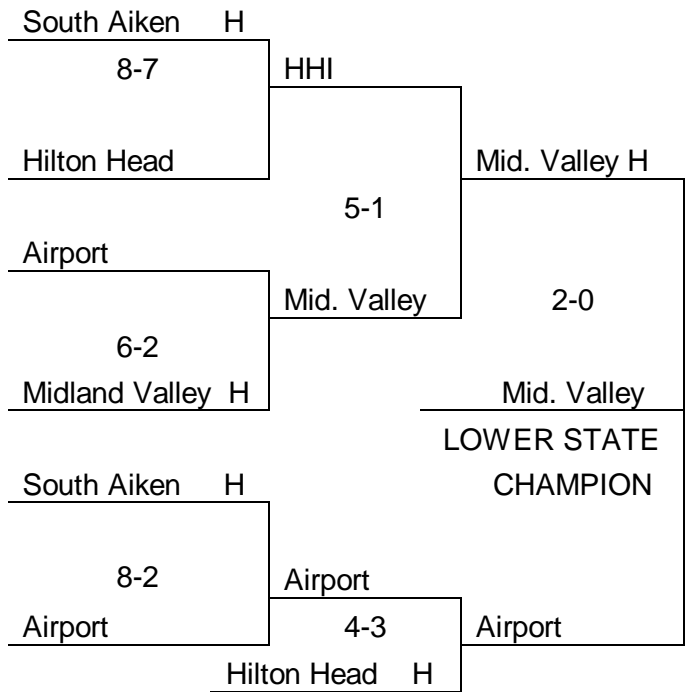 South Aiken H
8-7
HHI
Hilton Head
Mid. Valley H
5-1
Airport
Mid. Valley
2-0
6-2
Midland Valley H
Mid. Valley
LOWER STATE
South Aiken H
CHAMPION
8-2
Airport
Airport
4-3
Airport
Hilton Head H